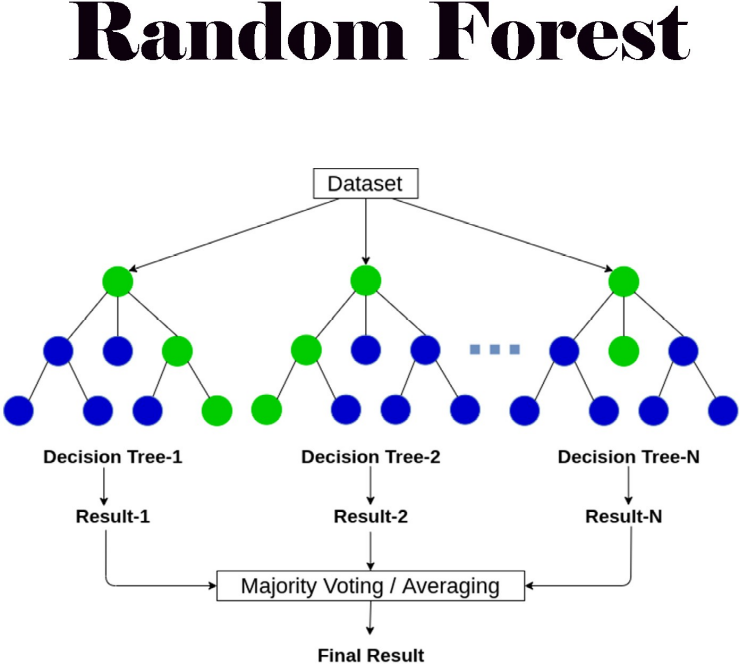 Random Forest
Dataset
Decision Tree-1
Decision Tree-2
Decision Tree-N
Result-1
Result-2
Result-N
Majority Voting / Averaging
Final Result